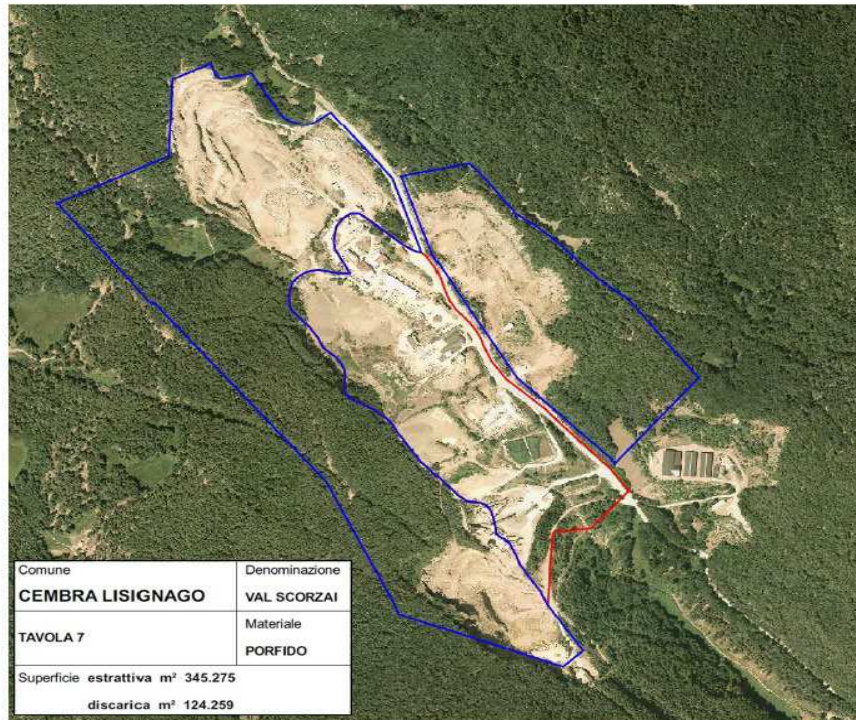 Comune
CEMBRA LISIGNAGO
Denominazione
VAL SCORZAI
TAVOLA 7
Materiale
PORFIDO
Superficie estrattiva m² 345.275
discarica m² 124.259